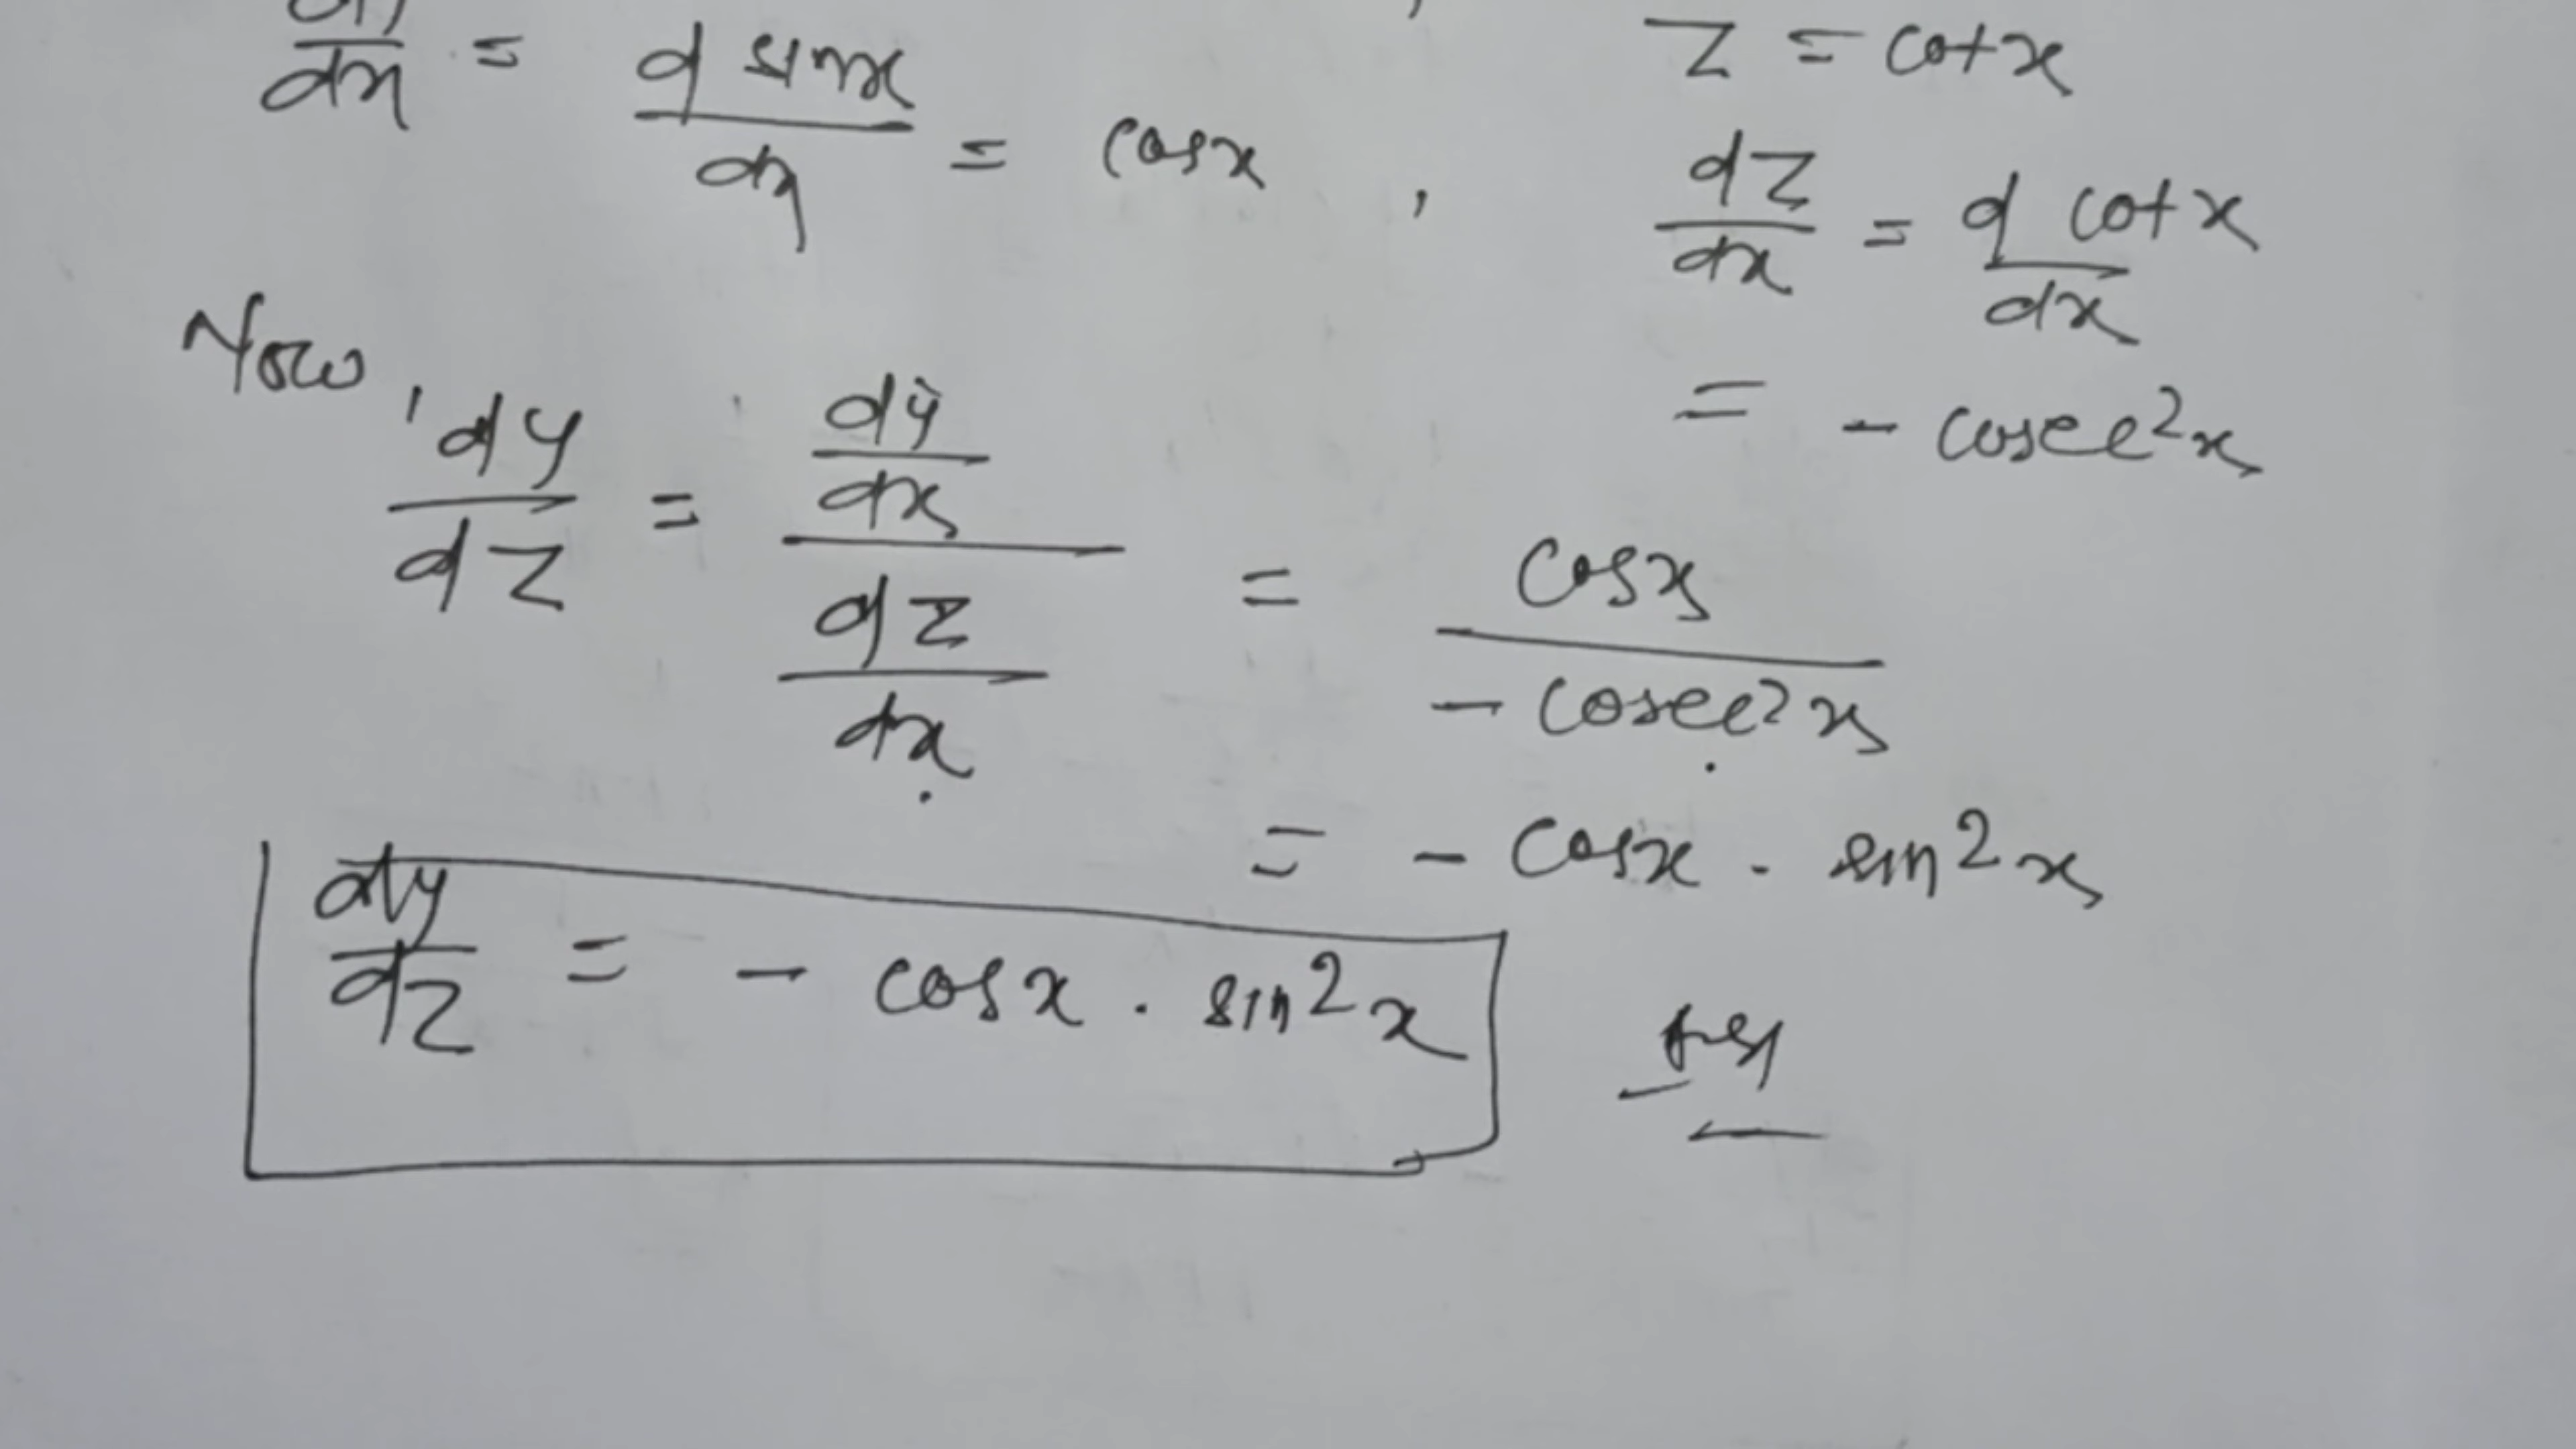 dy/dx = d sinx/dx = cosx ,
z = cotx
dz/dx = d cotx/dx
= - cosec²x
Now,
dy/dz = (dy/dx)/(dz/dx) = cosx/(- cosec²x)
= - cosx . sin²x
dy/dz = - cosx . sin²x Ans